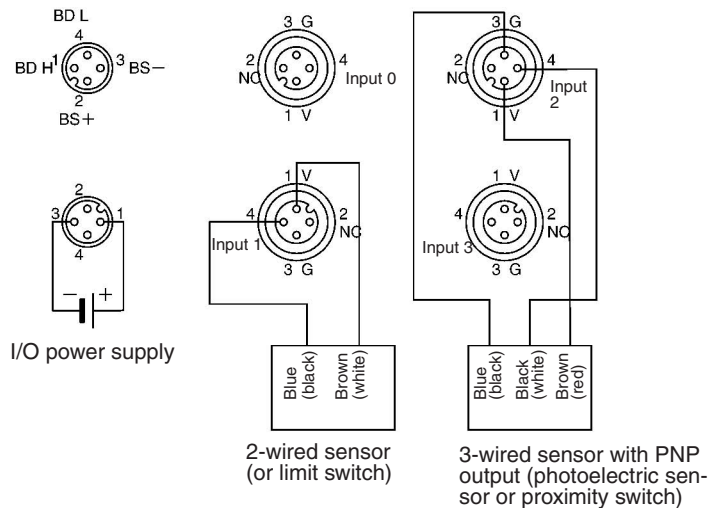 BD L
4
BD H
1
3 BS−
2
BS+
3 G
2
NC
4
Input 0
1 V
3 G
2
NC
4
Input
2
1 V
2
3
1
4
− +
I/O power supply
1 V
4
2
NC
Input 1
3 G
1 V
4
2
NC
Input 3
3 G
Blue
(black)
Brown
(white)
Blue
(black)
Black
(white)
Brown
(red)
2-wired sensor
(or limit switch)
3-wired sensor with PNP
output (photoelectric sen-
sor or proximity switch)